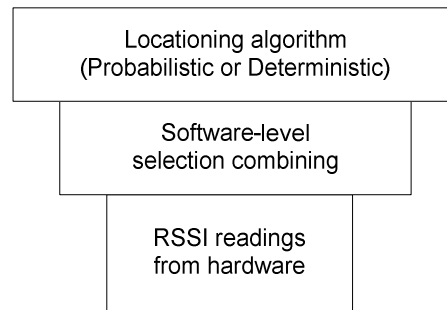 Locationing algorithm
(Probabilistic or Deterministic)
Software-level
selection combining
RSSI readings
from hardware